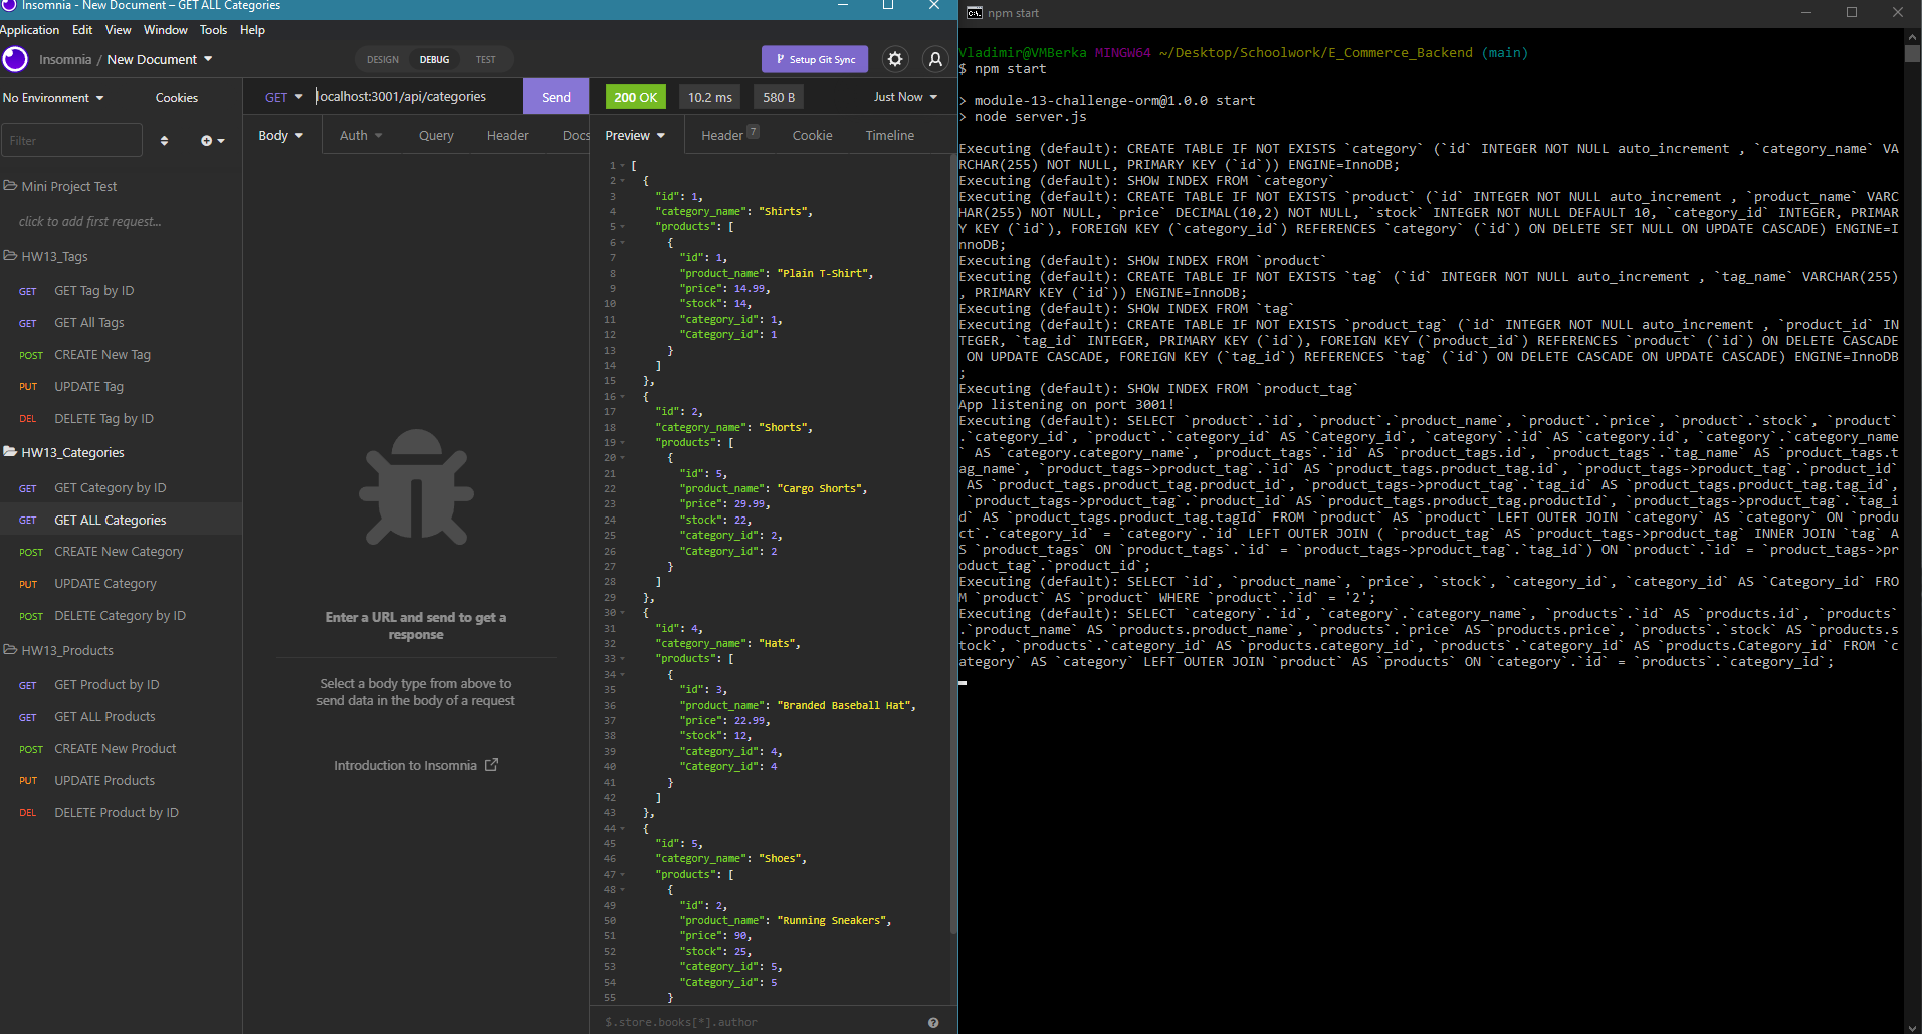 Insomnia - New Document – GET ALL Categories
Application Edit View Window Tools Help
Insomnia / New Document
DESIGN DEBUG TEST
Setup Git Sync
No Environment
Cookies
Filter
Mini Project Test
click to add first request...
HW13_Tags
GET GET Tag by ID
GET GET All Tags
POST CREATE New Tag
PUT UPDATE Tag
DEL DELETE Tag by ID
HW13_Categories
GET GET Category by ID
GET GET ALL Categories
POST CREATE New Category
PUT UPDATE Category
POST DELETE Category by ID
HW13_Products
GET GET Product by ID
GET GET ALL Products
POST CREATE New Product
PUT UPDATE Products
DEL DELETE Product by ID
GET localhost:3001/api/categories Send
Body Auth Query Header Docs
Enter a URL and send to get a
response
Select a body type from above to
send data in the body of a request
Introduction to Insomnia
200 OK 10.2 ms 580 B Just Now
Preview Header 7 Cookie Timeline
1 [
2 {
3 "id": 1,
4 "category_name": "Shirts",
5 "products": [
6 {
7 "id": 1,
8 "product_name": "Plain T-Shirt",
9 "price": 14.99,
10 "stock": 14,
11 "category_id": 1,
12 "Category_id": 1
13 }
14 ]
15 },
16 {
17 "id": 2,
18 "category_name": "Shorts",
19 "products": [
20 {
21 "id": 5,
22 "product_name": "Cargo Shorts",
23 "price": 29.99,
24 "stock": 22,
25 "category_id": 2,
26 "Category_id": 2
27 }
28 ]
29 },
30 {
31 "id": 4,
32 "category_name": "Hats",
33 "products": [
34 {
35 "id": 3,
36 "product_name": "Branded Baseball Hat",
37 "price": 22.99,
38 "stock": 12,
39 "category_id": 4,
40 "Category_id": 4
41 }
42 ]
43 },
44 {
45 "id": 5,
46 "category_name": "Shoes",
47 "products": [
48 {
49 "id": 2,
50 "product_name": "Running Sneakers",
51 "price": 90,
52 "stock": 25,
53 "category_id": 5,
54 "Category_id": 5
55 }
$.store.books[*].author
npm start
Vladimir@VMBerka MINGW64 ~/Desktop/Schoolwork/E_Commerce_Backend (main)
$ npm start
> module-13-challenge-orm@1.0.0 start
> node server.js
Executing (default): CREATE TABLE IF NOT EXISTS `category` (`id` INTEGER NOT NULL auto_increment , `category_name` VA
RCHAR(255) NOT NULL, PRIMARY KEY (`id`)) ENGINE=InnoDB;
Executing (default): SHOW INDEX FROM `category`
Executing (default): CREATE TABLE IF NOT EXISTS `product` (`id` INTEGER NOT NULL auto_increment , `product_name` VARC
HAR(255) NOT NULL, `price` DECIMAL(10,2) NOT NULL, `stock` INTEGER NOT NULL DEFAULT 10, `category_id` INTEGER, PRIMAR
Y KEY (`id`), FOREIGN KEY (`category_id`) REFERENCES `category` (`id`) ON DELETE SET NULL ON UPDATE CASCADE) ENGINE=I
nnoDB;
Executing (default): SHOW INDEX FROM `product`
Executing (default): CREATE TABLE IF NOT EXISTS `tag` (`id` INTEGER NOT NULL auto_increment , `tag_name` VARCHAR(255)
, PRIMARY KEY (`id`)) ENGINE=InnoDB;
Executing (default): SHOW INDEX FROM `tag`
Executing (default): CREATE TABLE IF NOT EXISTS `product_tag` (`id` INTEGER NOT NULL auto_increment , `product_id` IN
TEGER, `tag_id` INTEGER, PRIMARY KEY (`id`), FOREIGN KEY (`product_id`) REFERENCES `product` (`id`) ON DELETE CASCADE
 ON UPDATE CASCADE, FOREIGN KEY (`tag_id`) REFERENCES `tag` (`id`) ON DELETE CASCADE ON UPDATE CASCADE) ENGINE=InnoDB
;
Executing (default): SHOW INDEX FROM `product_tag`
App listening on port 3001!
Executing (default): SELECT `product`.`id`, `product`.`product_name`, `product`.`price`, `product`.`stock`, `product`
.`category_id`, `product`.`category_id` AS `Category_id`, `category`.`id` AS `category.id`, `category`.`category_name
` AS `category.category_name`, `product_tags`.`id` AS `product_tags.id`, `product_tags`.`tag_name` AS `product_tags.t
ag_name`, `product_tags->product_tag`.`id` AS `product_tags.product_tag.id`, `product_tags->product_tag`.`product_id`
 AS `product_tags.product_tag.product_id`, `product_tags->product_tag`.`tag_id` AS `product_tags.product_tag.tag_id`,
 `product_tags->product_tag`.`product_id` AS `product_tags.product_tag.productId`, `product_tags->product_tag`.`tag_i
d` AS `product_tags.product_tag.tagId` FROM `product` AS `product` LEFT OUTER JOIN `category` AS `category` ON `produ
ct`.`category_id` = `category`.`id` LEFT OUTER JOIN ( `product_tag` AS `product_tags->product_tag` INNER JOIN `tag` A
S `product_tags` ON `product_tags`.`id` = `product_tags->product_tag`.`tag_id`) ON `product`.`id` = `product_tags->pr
oduct_tag`.`product_id`;
Executing (default): SELECT `id`, `product_name`, `price`, `stock`, `category_id`, `category_id` AS `Category_id` FRO
M `product` AS `product` WHERE `product`.`id` = '2';
Executing (default): SELECT `category`.`id`, `category`.`category_name`, `products`.`id` AS `products.id`, `products`
.`product_name` AS `products.product_name`, `products`.`price` AS `products.price`, `products`.`stock` AS `products.s
tock`, `products`.`category_id` AS `products.category_id`, `products`.`category_id` AS `products.Category_id` FROM `c
ategory` AS `category` LEFT OUTER JOIN `product` AS `products` ON `category`.`id` = `products`.`category_id`;